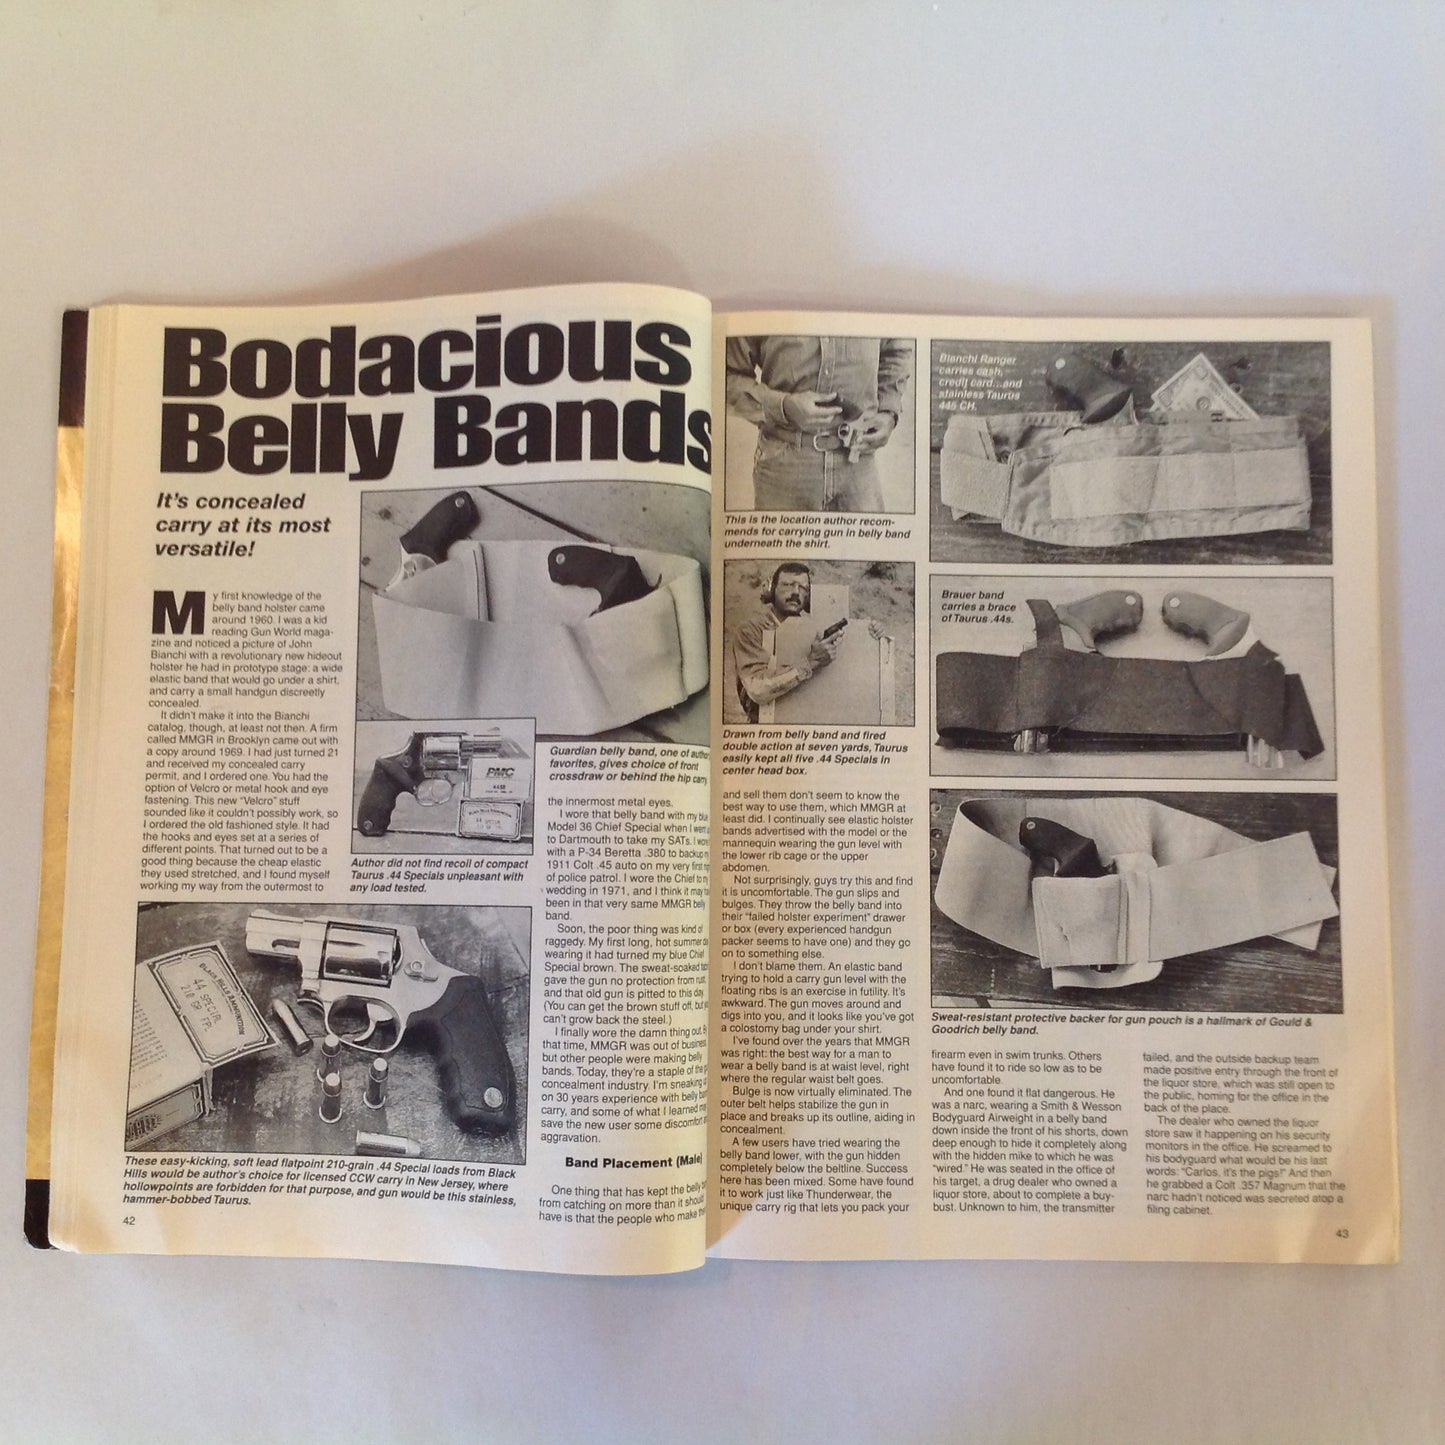 Bodacious
Belly Bands
It's concealed
carry at its most
versatile!
My first knowledge of the
belly band holster came
around 1960. I was a kid
reading Gun World maga-
zine and noticed a picture of John
Bianchi with a revolutionary new hideout
holster he had in prototype stage: a wide
elastic band that would go under a shirt,
and carry a small handgun discreetly
concealed.
It didn't make it into the Bianchi
catalog, though, at least not then. A firm
called MMGR in Brooklyn came out with
a copy around 1969. I had just turned 21
and received my concealed carry
permit, and I ordered one. You had the
option of Velcro or metal hook and eye
fastening. This new "Velcro" stuff
sounded like it couldn't possibly work, so
I ordered the old fashioned style. It had
the hooks and eyes set at a series of
different points. That turned out to be a
good thing because the cheap elastic
they used stretched, and I found myself
working my way from the outermost to
PMC
44SB
Author did not find recoil of compact
Taurus .44 Specials unpleasant with
any load tested.
Guardian belly band, one of
favorites, gives choice of front
crossdraw or behind the hip carry.
BLACK HILLS AMMUNITION
44 SPECIAL
210 GR FPL
These easy-kicking, soft lead flatpoint 210-grain .44 Special loads from Black
Hills would be author's choice for licensed CCW carry in New Jersey, where
hollowpoints are forbidden for that purpose, and gun would be this stainless,
hammer-bobbed Taurus.
42
the innermost metal eyes.
I wore that belly band with my
Model 36 Chief Special when I went
to Dartmouth to take my SATs. I
with a P-34 Beretta .380 to backup
1911 Colt .45 auto on my very first
of police patrol. I wore the Chief to my
wedding in 1971, and I think it may
been in that very same MMGR belly
band.
Soon, the poor thing was kind of
raggedy. My first long, hot summer
wearing it had turned my blue Chief
Special brown. The sweat-soaked
gave the gun no protection from rust,
and that old gun is pitted to this day.
(You can get the brown stuff off, but
can't grow back the steel.)
I finally wore the damn thing out.
that time, MMGR was out of business,
but other people were making belly
bands. Today, they're a staple of the
concealment industry. I'm sneaking
on 30 years experience with belly
carry, and some of what I learned
save the new user some discomfort
aggravation.
Band Placement (Male)
One thing that has kept the belly
from catching on more than it should
have is that the people who make
This is the location author recom-
mends for carrying gun in belly band
underneath the shirt.
Drawn from belly band and fired
double action at seven yards, Taurus
easily kept all five .44 Specials in
center head box.
and sell them don't seem to know the
best way to use them, which MMGR at
least did. I continually see elastic holster
bands advertised with the model or the
mannequin wearing the gun level with
the lower rib cage or the upper
abdomen.
Not surprisingly, guys try this and find
it is uncomfortable. The gun slips and
bulges. They throw the belly band into
their "failed holster experiment" drawer
or box (every experienced handgun
packer seems to have one) and they go
on to something else.
I don't blame them. An elastic band
trying to hold a carry gun level with the
floating ribs is an exercise in futility. It's
awkward. The gun moves around and
digs into you, and it looks like you've got
a colostomy bag under your shirt.
I've found over the years that MMGR
was right: the best way for a man to
wear a belly band is at waist level, right
where the regular waist belt goes.
Bulge is now virtually eliminated. The
outer belt helps stabilize the gun in
place and breaks up its outline, aiding in
concealment.
A few users have tried wearing the
belly band lower, with the gun hidden
completely below the beltline. Success
here has been mixed. Some have found
it to work just like Thunderwear, the
unique carry rig that lets you pack your
Bianchi Ranger
carries cash,
credit card...and
stainless Taurus
445 CH.
Brauer band
carries a brace
of Taurus .44s.
Sweat-resistant protective backer for gun pouch is a hallmark of Gould &
Goodrich belly band.
firearm even in swim trunks. Others
have found it to ride so low as to be
uncomfortable.
And one found it flat dangerous. He
was a narc, wearing a Smith & Wesson
Bodyguard Airweight in a belly band
down inside the front of his shorts, down
deep enough to hide it completely along
with the hidden mike to which he was
"wired." He was seated in the office of
his target, a drug dealer who owned a
liquor store, about to complete a buy-
bust. Unknown to him, the transmitter
failed, and the outside backup team
made positive entry through the front of
the liquor store, which was still open to
the public, homing for the office in the
back of the place.
The dealer who owned the liquor
store saw it happening on his security
monitors in the office. He screamed to
his bodyguard what would be his last
words: "Carlos, it's the pigs!" And then
he grabbed a Colt .357 Magnum that the
narc hadn't noticed was secreted atop a
filing cabinet.
43